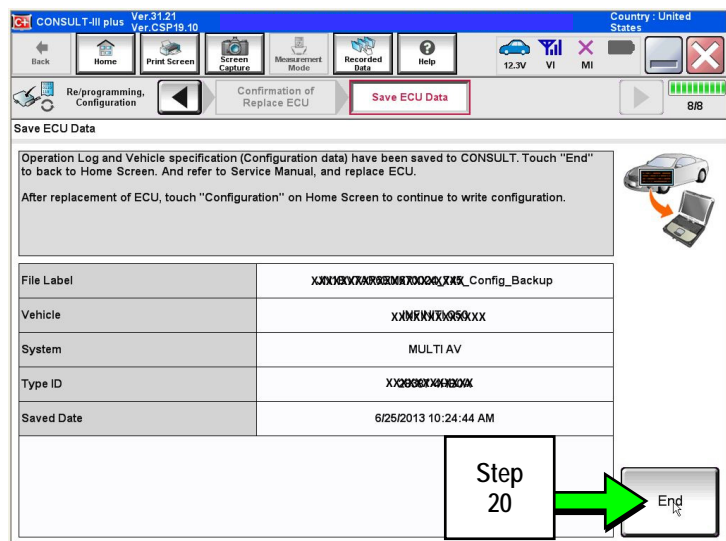 CONSULT-III plus Ver.31.21
Ver.CSP19.10
Country : United States
Back
Home
Print Screen
Screen Capture
Measurement Mode
Recorded Data
Help
12.3V
VI
MI
Re/programming, Configuration
Confirmation of Replace ECU
Save ECU Data
8/8
Save ECU Data
Operation Log and Vehicle specification (Configuration data) have been saved to CONSULT. Touch "End"
to back to Home Screen. And refer to Service Manual, and replace ECU.
After replacement of ECU, touch "Configuration" on Home Screen to continue to write configuration.
File Label
_Config_Backup
Vehicle
System
MULTI AV
Type ID
Saved Date
6/25/2013 10:24:44 AM
Step
20
End